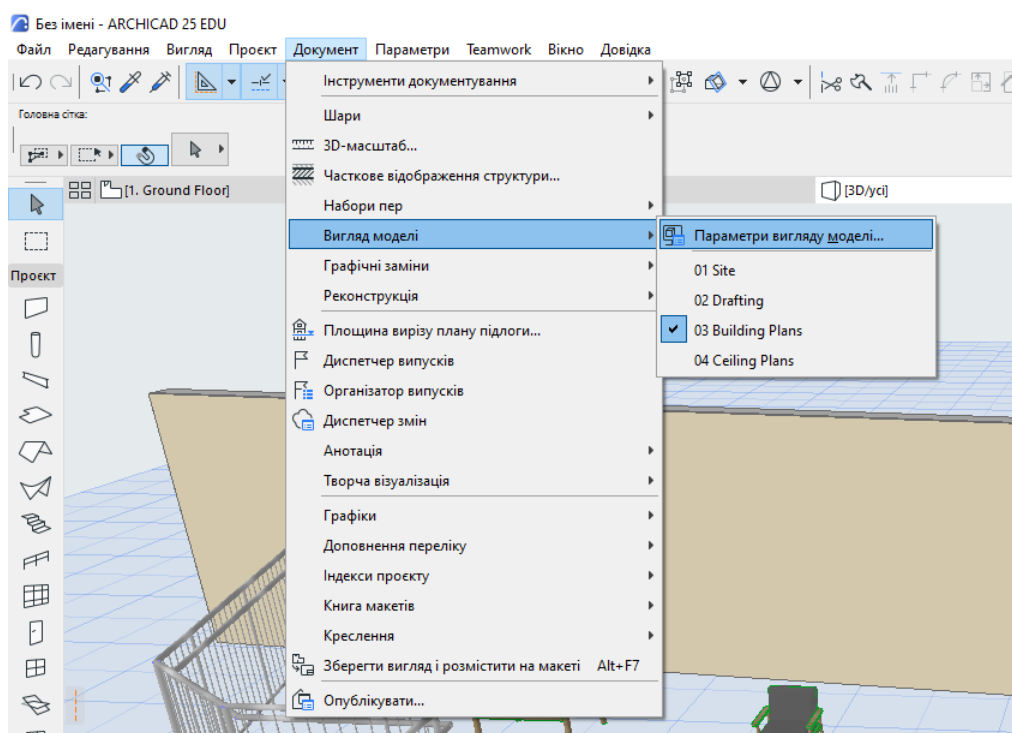 Без імені - ARCHICAD 25 EDU
Файл Редагування Вигляд Проєкт Документ Параметри Teamwork Вікно Довідка
Головна сітка:
[1. Ground Floor]
[3D/усі]
Проєкт
Інструменти документування
Шари
3D-масштаб...
Часткове відображення структури...
Набори пер
Вигляд моделі
Графічні заміни
Реконструкція
Площина вирізу плану підлоги...
Диспетчер випусків
Організатор випусків
Диспетчер змін
Анотація
Творча візуалізація
Графіки
Доповнення переліку
Індекси проєкту
Книга макетів
Креслення
Зберегти вигляд і розмістити на макеті Alt+F7
Опублікувати...
Параметри вигляду моделі...
01 Site
02 Drafting
03 Building Plans
04 Ceiling Plans